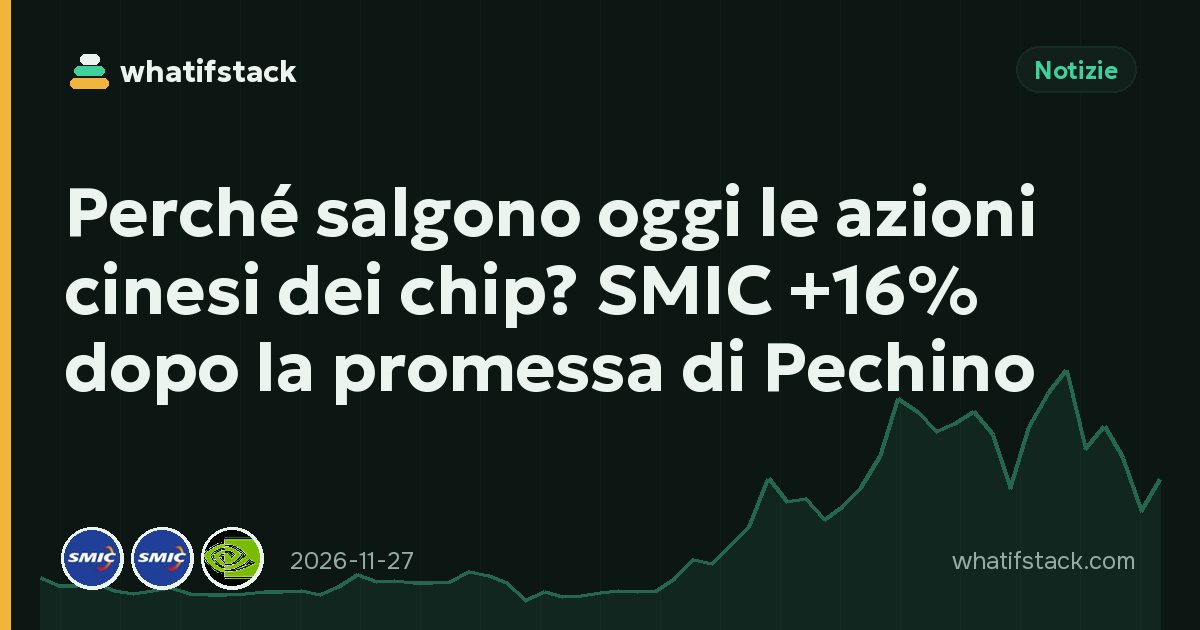 whatifstack
Notizie
Perché salgono oggi le azioni
cinesi dei chip? SMIC +16%
dopo la promessa di Pechino
SMIC
SMIC
2026-11-27
whatifstack.com